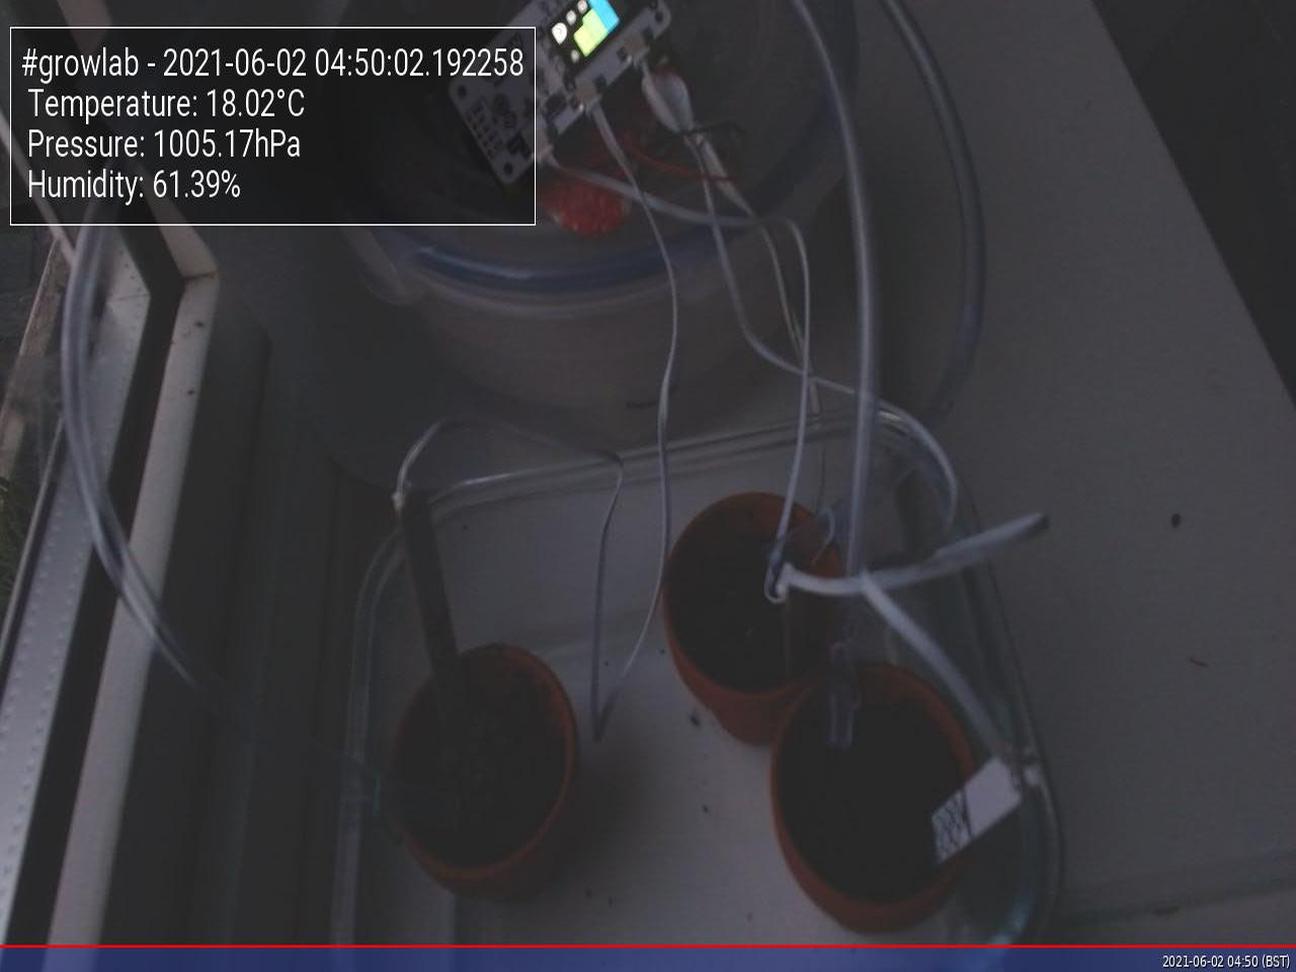 #growlab - 2021-06-02 04:50:02.192258
Temperature: 18.02°C
Pressure: 1005.17hPa
Humidity: 61.39%
2021-06-02 04:50 (BST)